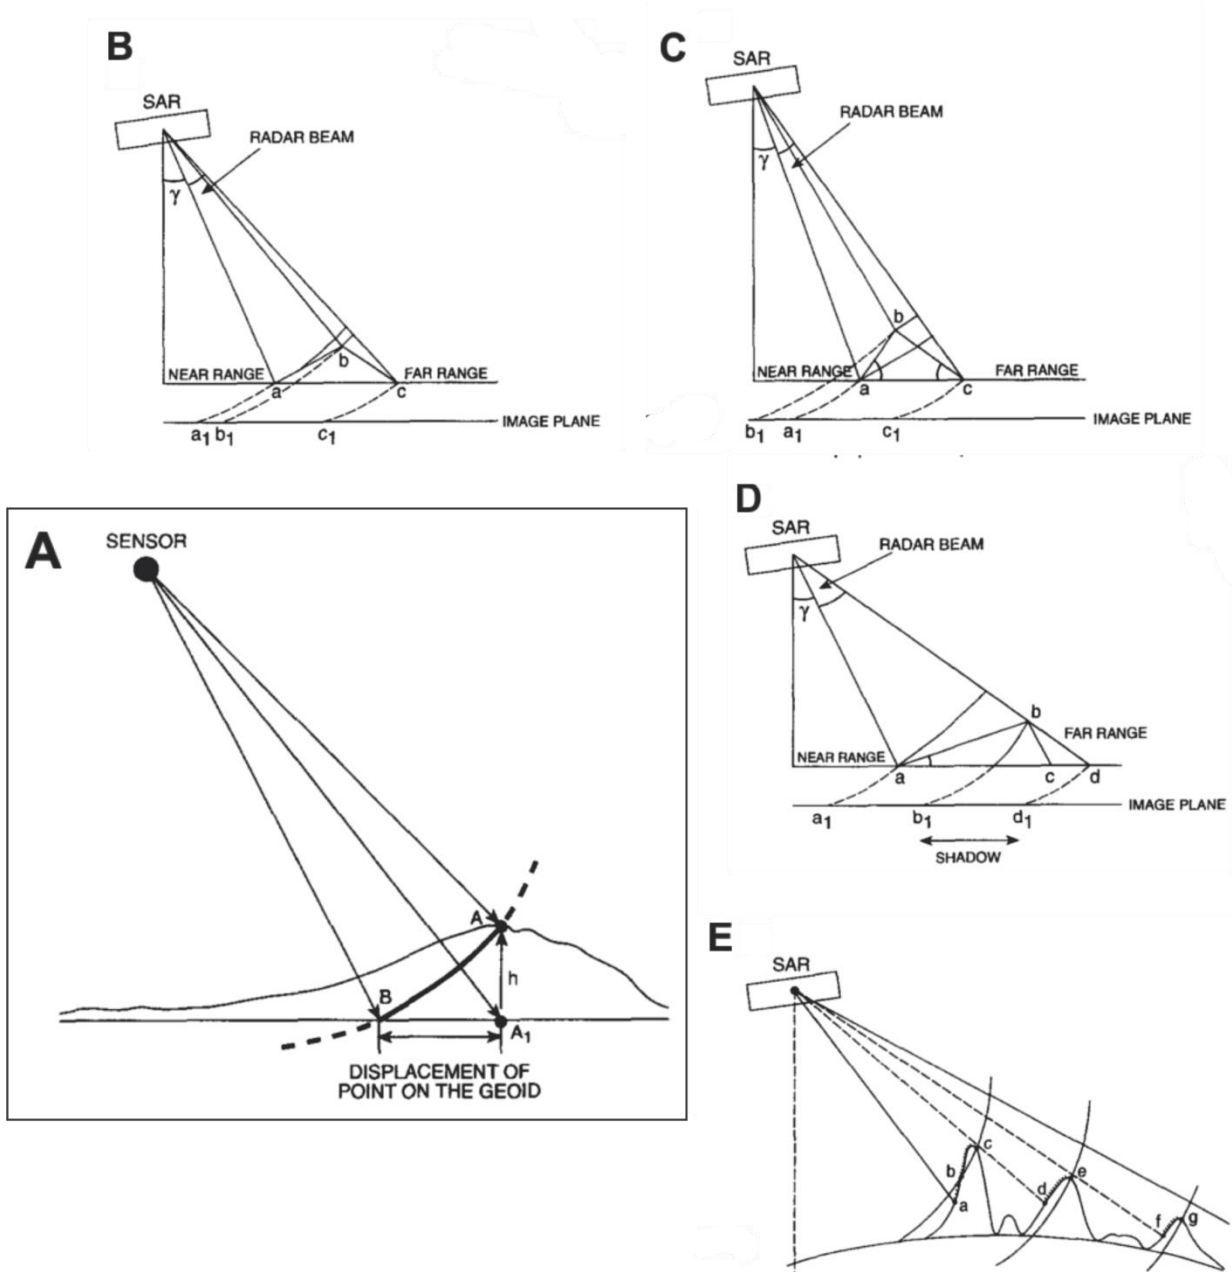 B
SAR
RADAR BEAM
γ
b
NEAR RANGE
FAR RANGE
a
c
IMAGE PLANE
a1 b1
c1
C
SAR
RADAR BEAM
γ
b
NEAR RANGE
FAR RANGE
a
c
IMAGE PLANE
b1 a1
c1
A
SENSOR
A
h
B
A1
DISPLACEMENT OF
POINT ON THE GEOID
D
SAR
RADAR BEAM
γ
b
FAR RANGE
NEAR RANGE
a
c
d
IMAGE PLANE
a1
b1
d1
SHADOW
E
SAR
c
b
e
d
a
f
g